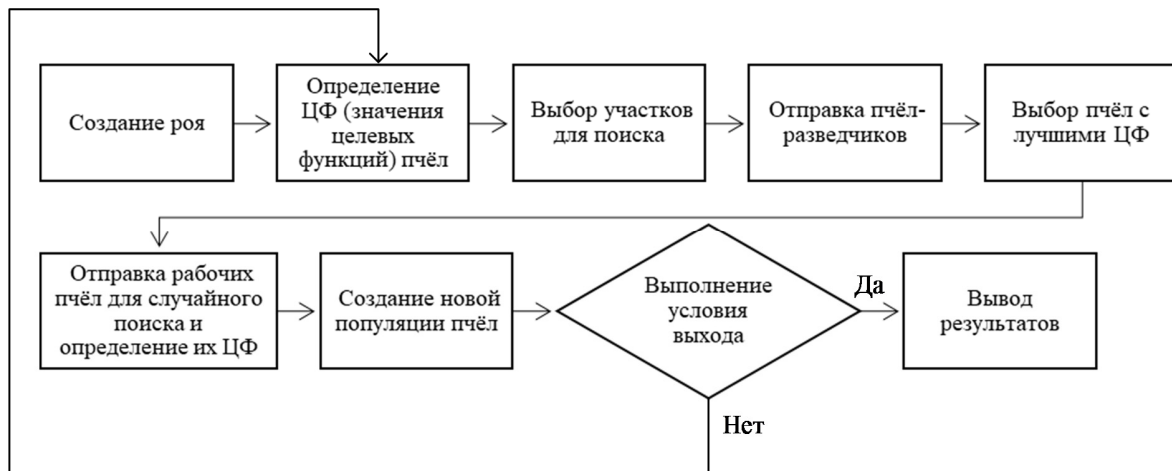 Создание роя
Определение
ЦФ (значения
целевых
функций) пчёл
Выбор участков
для поиска
Отправка пчёл-
разведчиков
Выбор пчёл с
лучшими ЦФ
Отправка рабочих
пчёл для случайного
поиска и
определение их ЦФ
Создание новой
популяции пчёл
Выполнение
условия
выхода
Да
Вывод
результатов
Нет